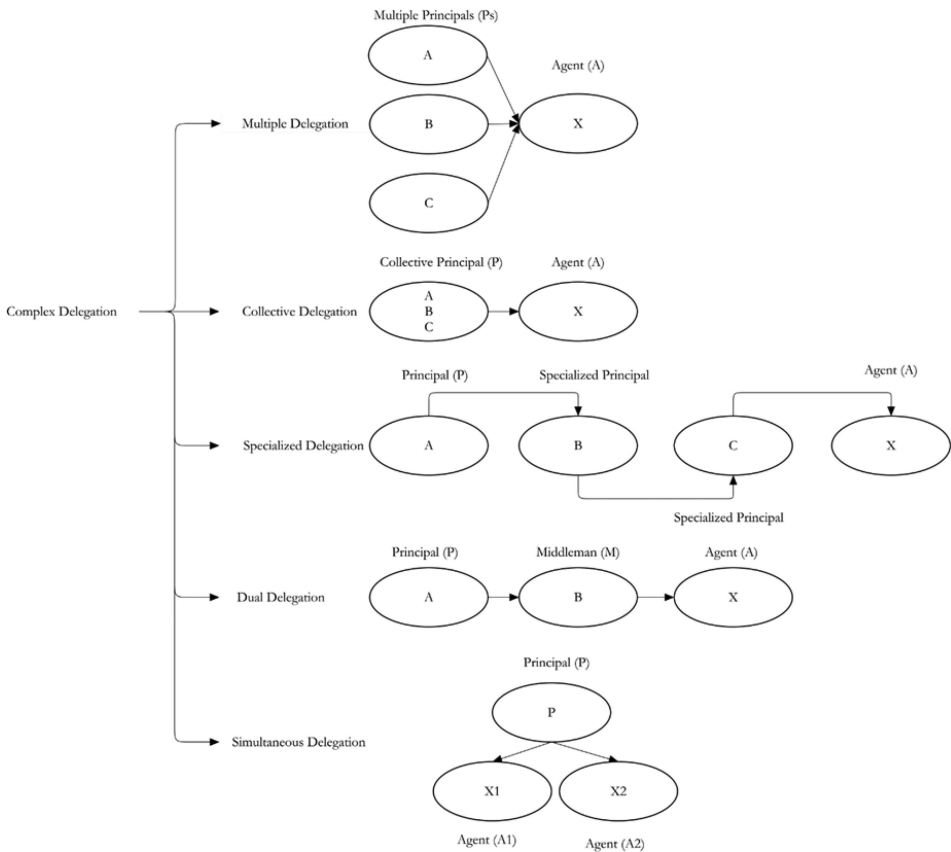 Multiple Principals (Ps)
A
Agent (A)
Multiple Delegation
B
X
C
Collective Principal (P)
Agent (A)
Complex Delegation
Collective Delegation
A
B
C
X
Principal (P)
Specialized Principal
Agent (A)
Specialized Delegation
A
B
C
X
Specialized Principal
Principal (P)
Middleman (M)
Agent (A)
Dual Delegation
A
B
X
Principal (P)
P
Simultaneous Delegation
X1
X2
Agent (A1)
Agent (A2)